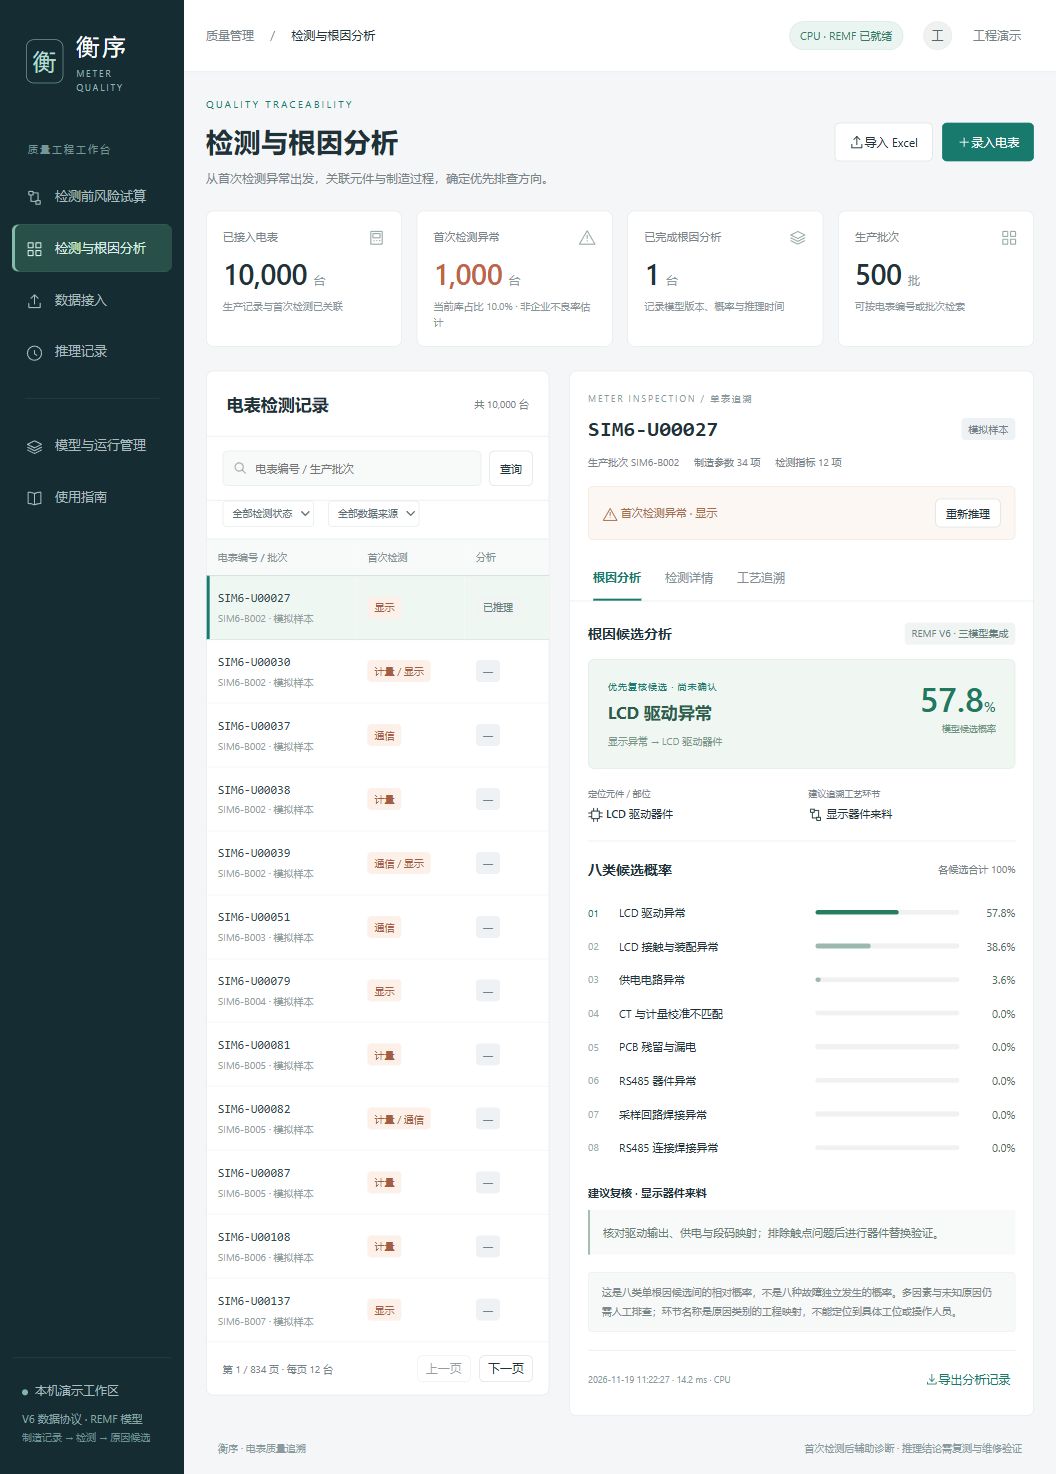 衡
衡序
METER
QUALITY
质量工程工作台
检测前风险试算
检测与根因分析
数据接入
推理记录
模型与运行管理
使用指南
本机演示工作区
V6 数据协议 · REMF 模型
制造记录 → 检测 → 原因候选
质量管理 / 检测与根因分析
CPU · REMF 已就绪
工
工程演示
QUALITY TRACEABILITY
检测与根因分析
从首次检测异常出发，关联元件与制造过程，确定优先排查方向。
导入 Excel
＋录入电表
已接入电表
10,000 台
生产记录与首次检测已关联
首次检测异常
1,000 台
当前库占比 10.0% · 非企业不良率估
计
已完成根因分析
1 台
记录模型版本、概率与推理时间
生产批次
500 批
可按电表编号或批次检索
电表检测记录
共 10,000 台
电表编号 / 生产批次
查询
全部检测状态
全部数据来源
电表编号 / 批次 首次检测 分析
SIM6-U00027
SIM6-B002 · 模拟样本
显示
已推理
SIM6-U00030
SIM6-B002 · 模拟样本
计量 / 显示
—
SIM6-U00037
SIM6-B002 · 模拟样本
通信
—
SIM6-U00038
SIM6-B002 · 模拟样本
计量
—
SIM6-U00039
SIM6-B002 · 模拟样本
通信 / 显示
—
SIM6-U00051
SIM6-B003 · 模拟样本
通信
—
SIM6-U00079
SIM6-B004 · 模拟样本
显示
—
SIM6-U00081
SIM6-B005 · 模拟样本
计量
—
SIM6-U00082
SIM6-B005 · 模拟样本
计量 / 通信
—
SIM6-U00087
SIM6-B005 · 模拟样本
计量
—
SIM6-U00108
SIM6-B006 · 模拟样本
计量
—
SIM6-U00137
SIM6-B007 · 模拟样本
显示
—
第 1 / 834 页 · 每页 12 台
上一页
下一页
METER INSPECTION / 单表追溯
SIM6-U00027
模拟样本
生产批次 SIM6-B002 制造参数 34 项 检测指标 12 项
首次检测异常 · 显示
重新推理
根因分析 检测详情 工艺追溯
根因候选分析
REMF V6 · 三模型集成
优先复核候选 · 尚未确认
LCD 驱动异常
显示异常 → LCD 驱动器件
57.8%
模型候选概率
定位元件 / 部位
LCD 驱动器件
建议追溯工艺环节
显示器件来料
八类候选概率
各候选合计 100%
01 LCD 驱动异常 57.8%
02 LCD 接触与装配异常 38.6%
03 供电电路异常 3.6%
04 CT 与计量校准不匹配 0.0%
05 PCB 残留与漏电 0.0%
06 RS485 器件异常 0.0%
07 采样回路焊接异常 0.0%
08 RS485 连接焊接异常 0.0%
建议复核 · 显示器件来料
核对驱动输出、供电与段码映射；排除触点问题后进行器件替换验证。
这是八类单根因候选间的相对概率，不是八种故障独立发生的概率。多因素与未知原因仍
需人工排查；环节名称是原因类别的工程映射，不能定位到具体工位或操作人员。
2026-11-19 11:22:27 · 14.2 ms · CPU
导出分析记录
衡序 · 电表质量追溯
首次检测后辅助诊断 · 推理结论需复测与维修验证